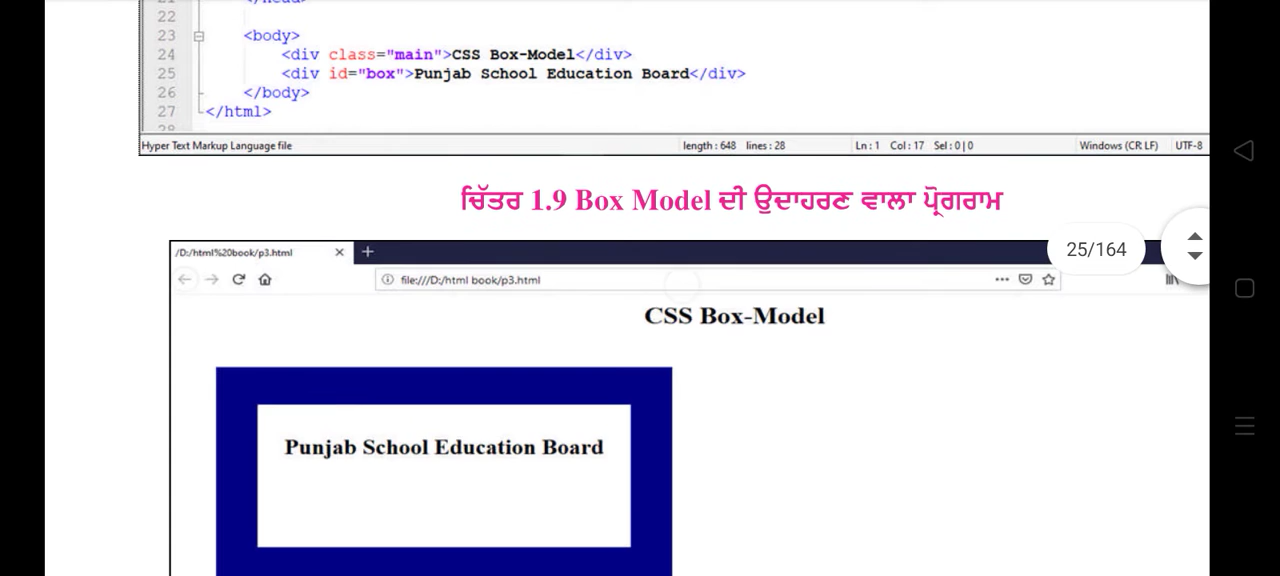 22
23 <body>
24 <div class="main">CSS Box-Model</div>
25 <div id="box">Punjab School Education Board</div>
26 </body>
27 </html>
28
Hyper Text Markup Language file length : 648 lines : 28 Ln : 1 Col : 17 Sel : 0 | 0 Windows (CR LF) UTF-8
ਚਿੱਤਰ 1.9 Box Model ਦੀ ਉਦਾਹਰਣ ਵਾਲਾ ਪ੍ਰੋਗਰਾਮ
25/164
/D:/html%20book/p3.html
file:///D:/html book/p3.html
CSS Box-Model
Punjab School Education Board